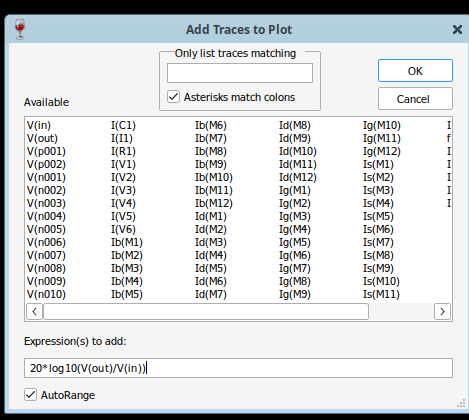 Add Traces to Plot
Only list traces matching
Asterisks match colons
OK
Cancel
Available
V(in) I(C1) Ib(M6) Id(M8) Ig(M10)
V(out) I(I1) Ib(M7) Id(M9) Ig(M11)
V(p001) I(R1) Ib(M8) Id(M10) Ig(M12)
V(p002) I(V1) Ib(M9) Id(M11) Is(M1)
V(n001) I(V2) Ib(M10) Id(M12) Is(M2)
V(n002) I(V3) Ib(M11) Ig(M1) Is(M3)
V(n003) I(V4) Ib(M12) Ig(M2) Is(M4)
V(n004) I(V5) Id(M1) Ig(M3) Is(M5)
V(n005) I(V6) Id(M2) Ig(M4) Is(M6)
V(n006) Ib(M1) Id(M3) Ig(M5) Is(M7)
V(n007) Ib(M2) Id(M4) Ig(M6) Is(M8)
V(n008) Ib(M3) Id(M5) Ig(M7) Is(M9)
V(n009) Ib(M4) Id(M6) Ig(M8) Is(M10)
V(n010) Ib(M5) Id(M7) Ig(M9) Is(M11)
Expression(s) to add:
20*log10(V(out)/V(in))
AutoRange